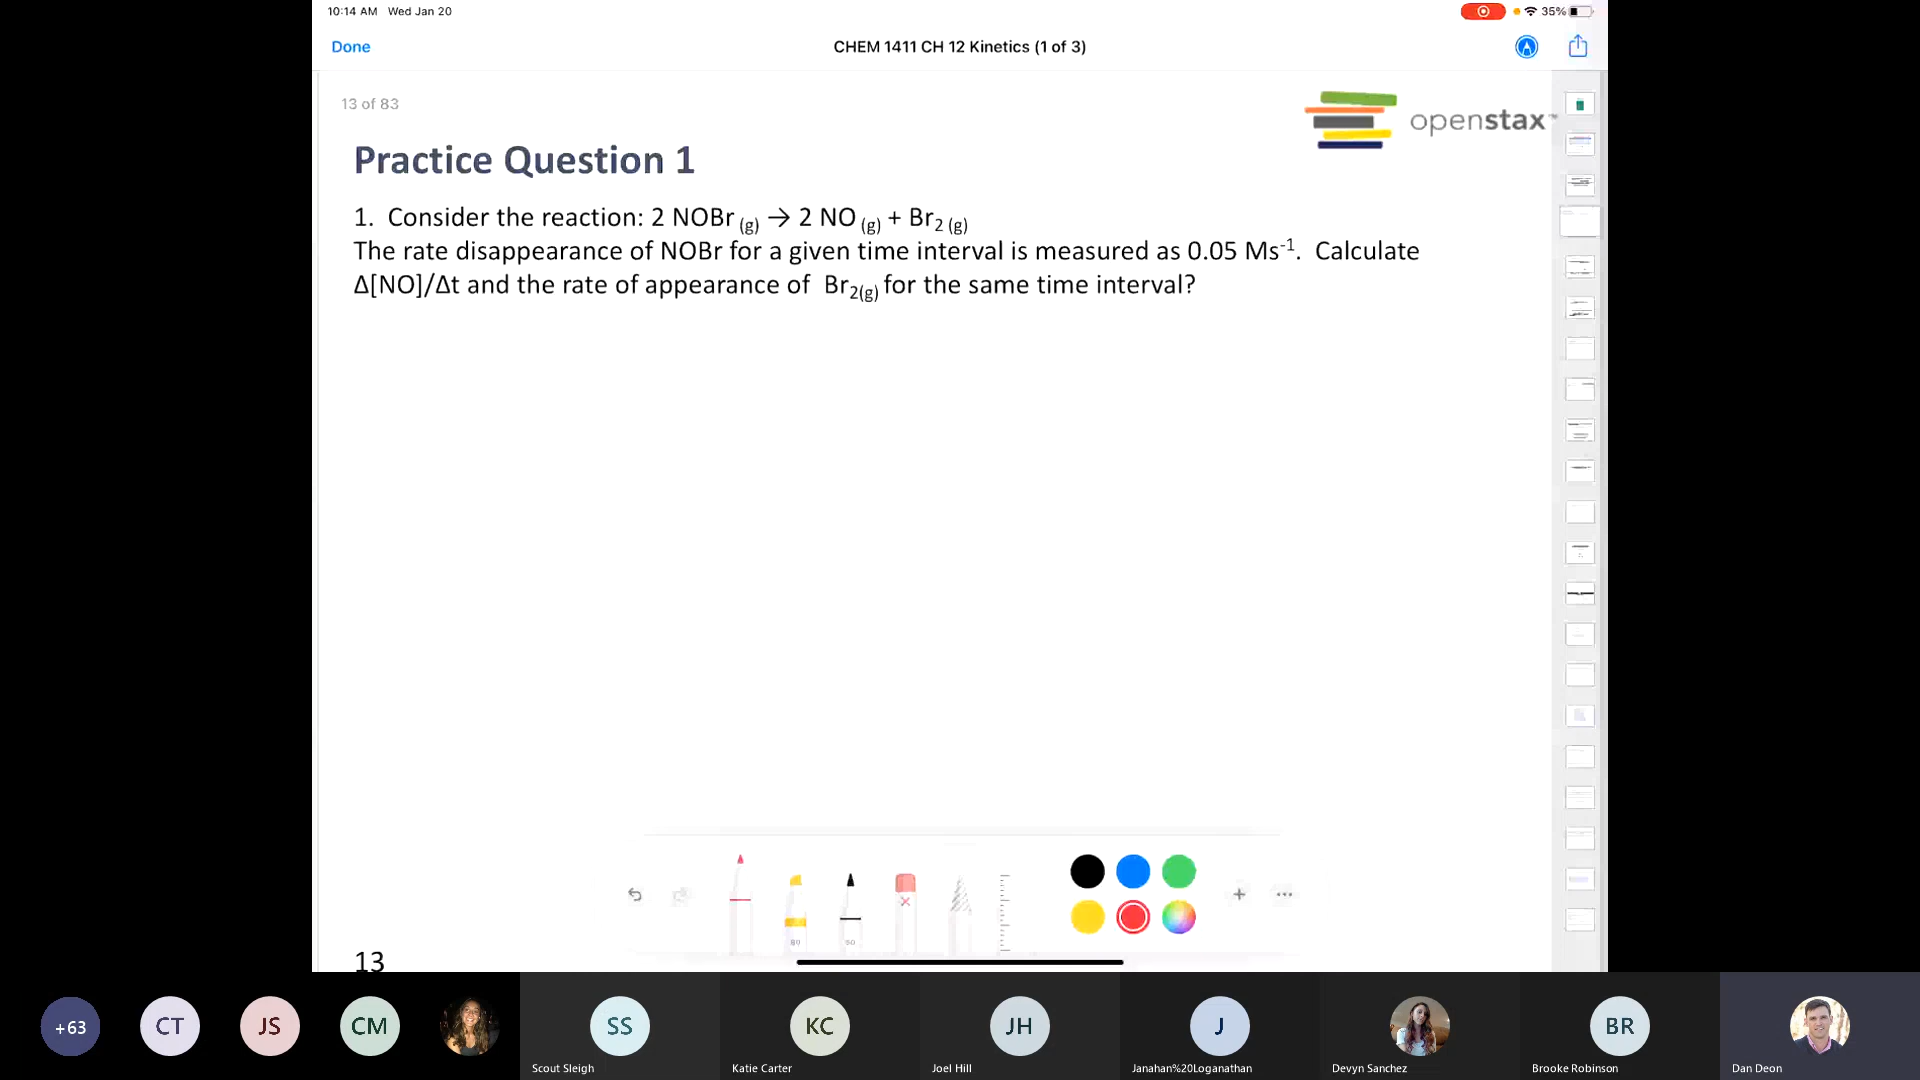 10:14 AM Wed Jan 20
35%
Done
CHEM 1411 CH 12 Kinetics (1 of 3)
13 of 83
openstax™
Practice Question 1
1. Consider the reaction: 2 NOBr (g) → 2 NO (g) + Br2 (g)
The rate disappearance of NOBr for a given time interval is measured as 0.05 Ms-1. Calculate
Δ[NO]/Δt and the rate of appearance of Br2(g) for the same time interval?
13
+63
CT
JS
CM
SS
KC
JH
J
BR
Scout Sleigh
Katie Carter
Joel Hill
Janahan%20Loganathan
Devyn Sanchez
Brooke Robinson
Dan Deon